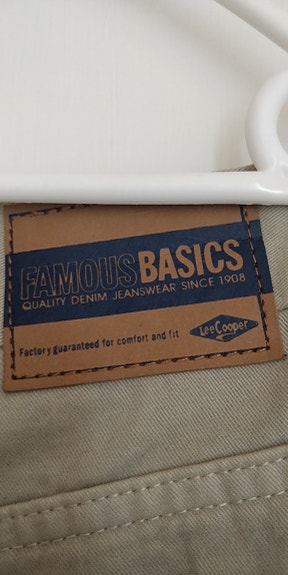 FAMOUS BASICS
QUALITY DENIM JEANSWEAR SINCE 1908
Factory guaranteed for comfort and fit
Lee Cooper